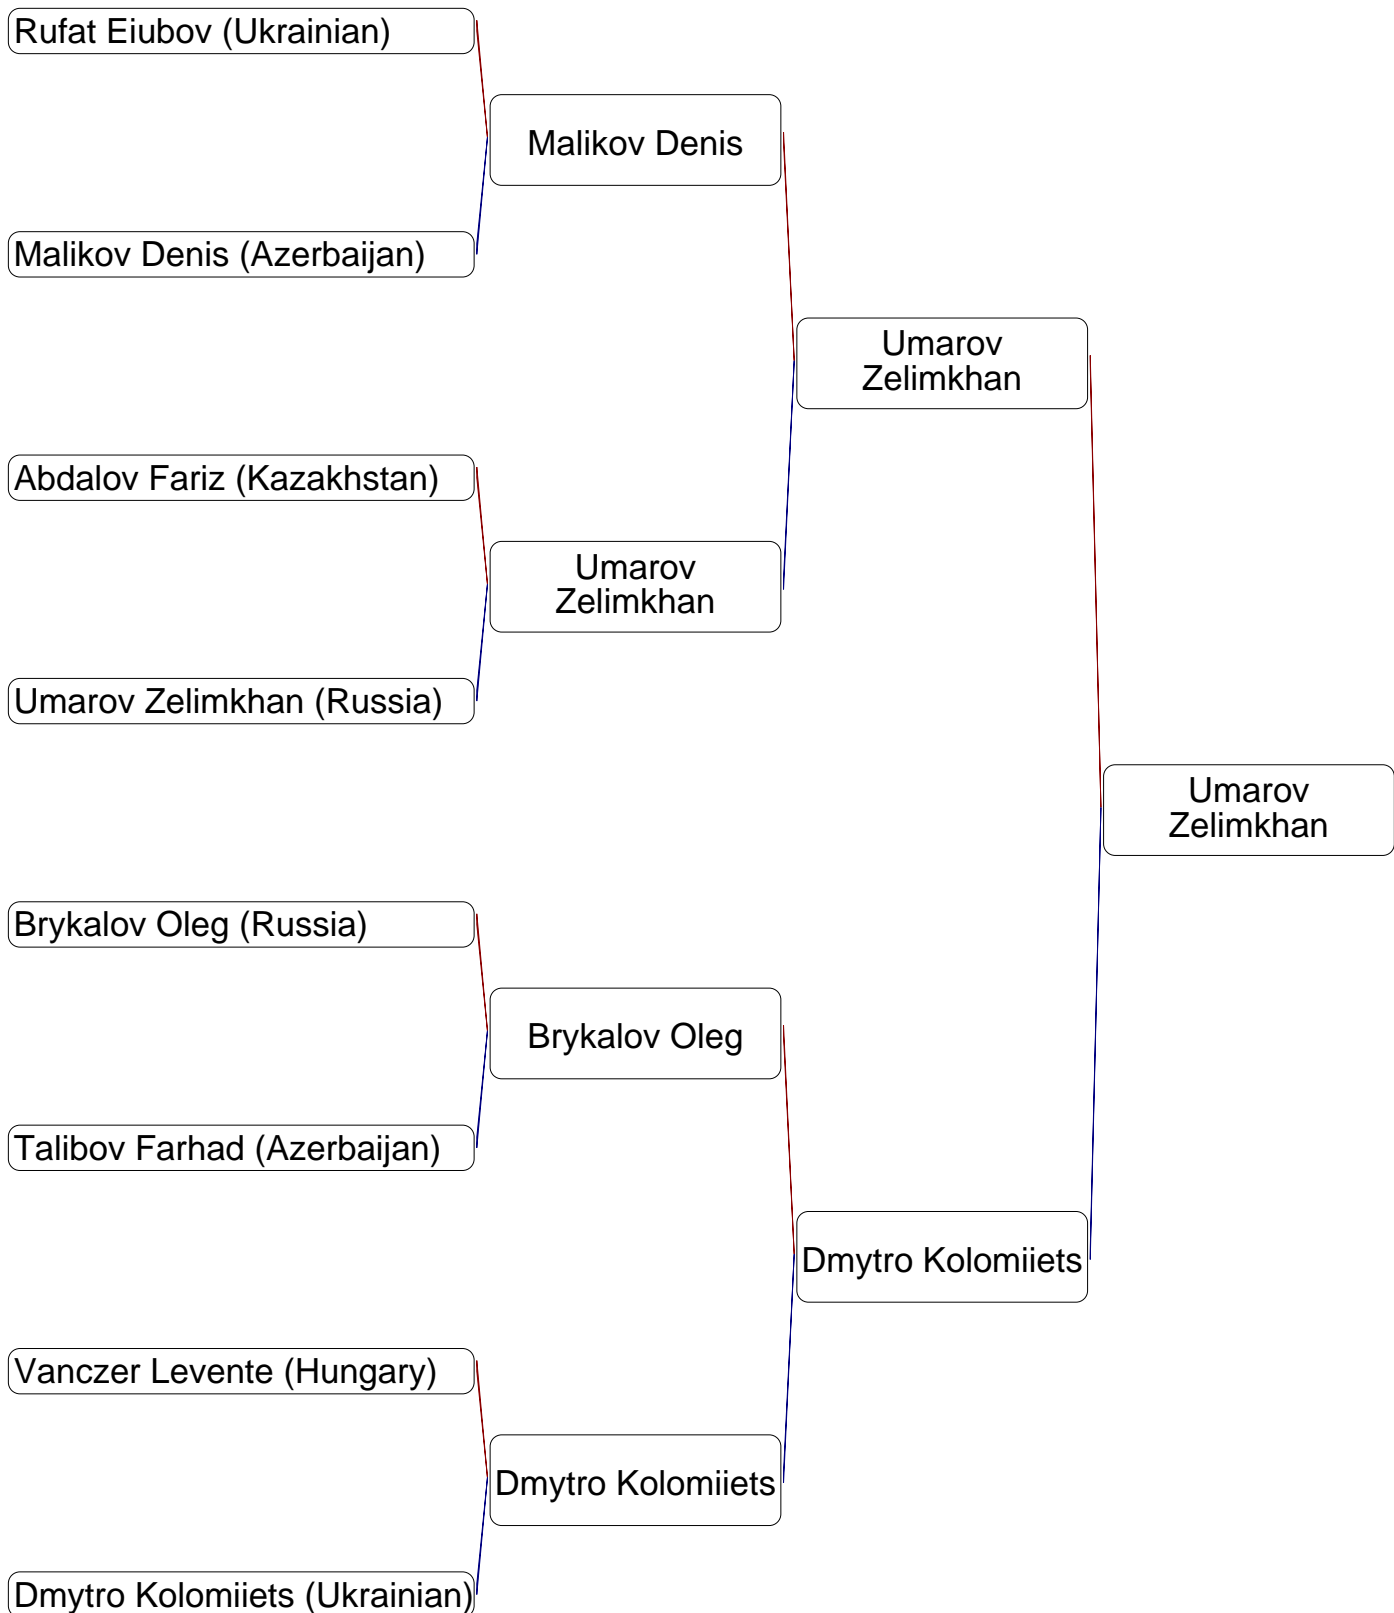 Rufat Eiubov (Ukrainian)
Malikov Denis
Malikov Denis (Azerbaijan)
Umarov
Zelimkhan
Abdalov Fariz (Kazakhstan)
Umarov
Zelimkhan
Umarov Zelimkhan (Russia)
Umarov
Zelimkhan
Brykalov Oleg (Russia)
Brykalov Oleg
Talibov Farhad (Azerbaijan)
Dmytro Kolomiiets
Vanczer Levente (Hungary)
Dmytro Kolomiiets
Dmytro Kolomiiets (Ukrainian)